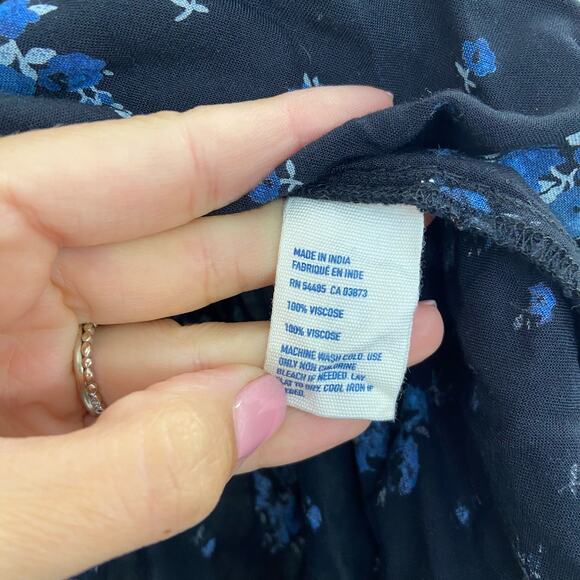 MADE IN INDIA
FABRIQUÉ EN INDE
RN 54485 CA 03873
100% VISCOSE
100% VISCOSE
MACHINE WASH COLD. USE
ONLY NON CHLORINE
BLEACH IF NEEDED. LAY
FLAT TO DRY. COOL IRON IF
NEEDED.